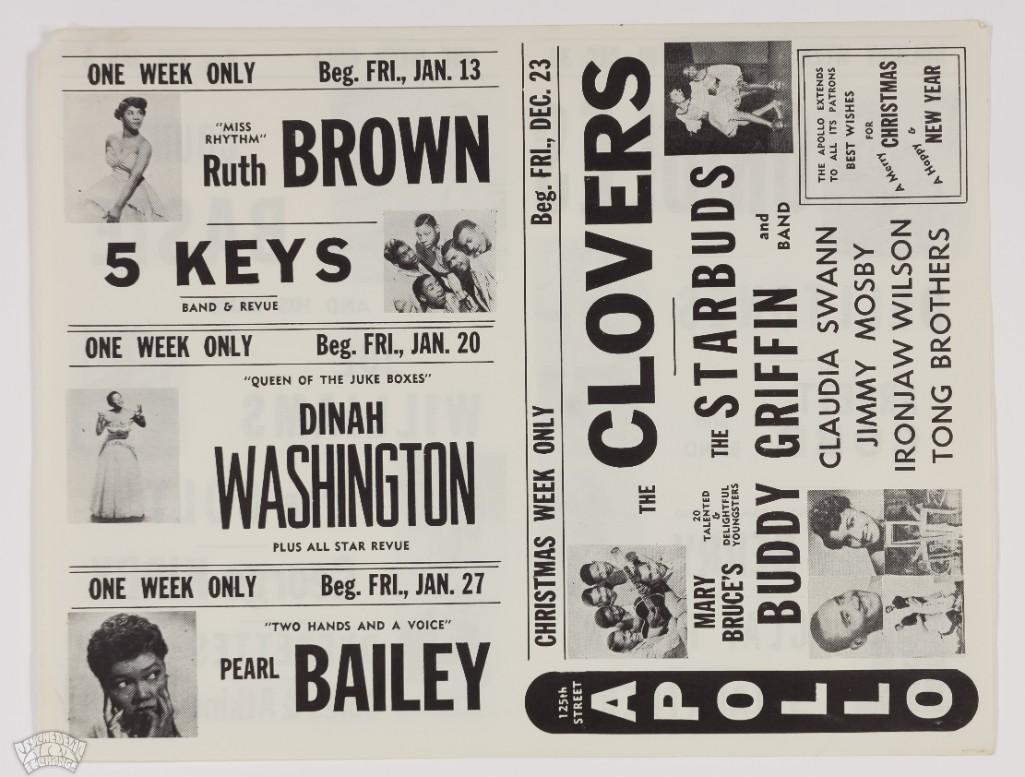 ONE WEEK ONLY Beg. FRI., JAN. 13
"MISS
RHYTHM"
Ruth BROWN
5 KEYS
BAND & REVUE
ONE WEEK ONLY Beg. FRI., JAN. 20
"QUEEN OF THE JUKE BOXES"
DINAH
WASHINGTON
PLUS ALL STAR REVUE
ONE WEEK ONLY Beg. FRI., JAN. 27
"TWO HANDS AND A VOICE"
PEARL BAILEY
125th
STREET
APOLLO
CHRISTMAS WEEK ONLY Beg. FRI., DEC. 23
THE CLOVERS
MARY
BRUCE'S
20
TALENTED
&
DELIGHTFUL
YOUNGSTERS
THE STARBUDS
BUDDY GRIFFIN and
BAND
CLAUDIA SWANN
JIMMY MOSBY
IRONJAW WILSON
TONG BROTHERS
THE APOLLO EXTENDS
TO ALL ITS PATRONS
BEST WISHES
FOR
A Merry CHRISTMAS
&
A Happy NEW YEAR
PSYCHEDELIC
ART
EXCHANGE